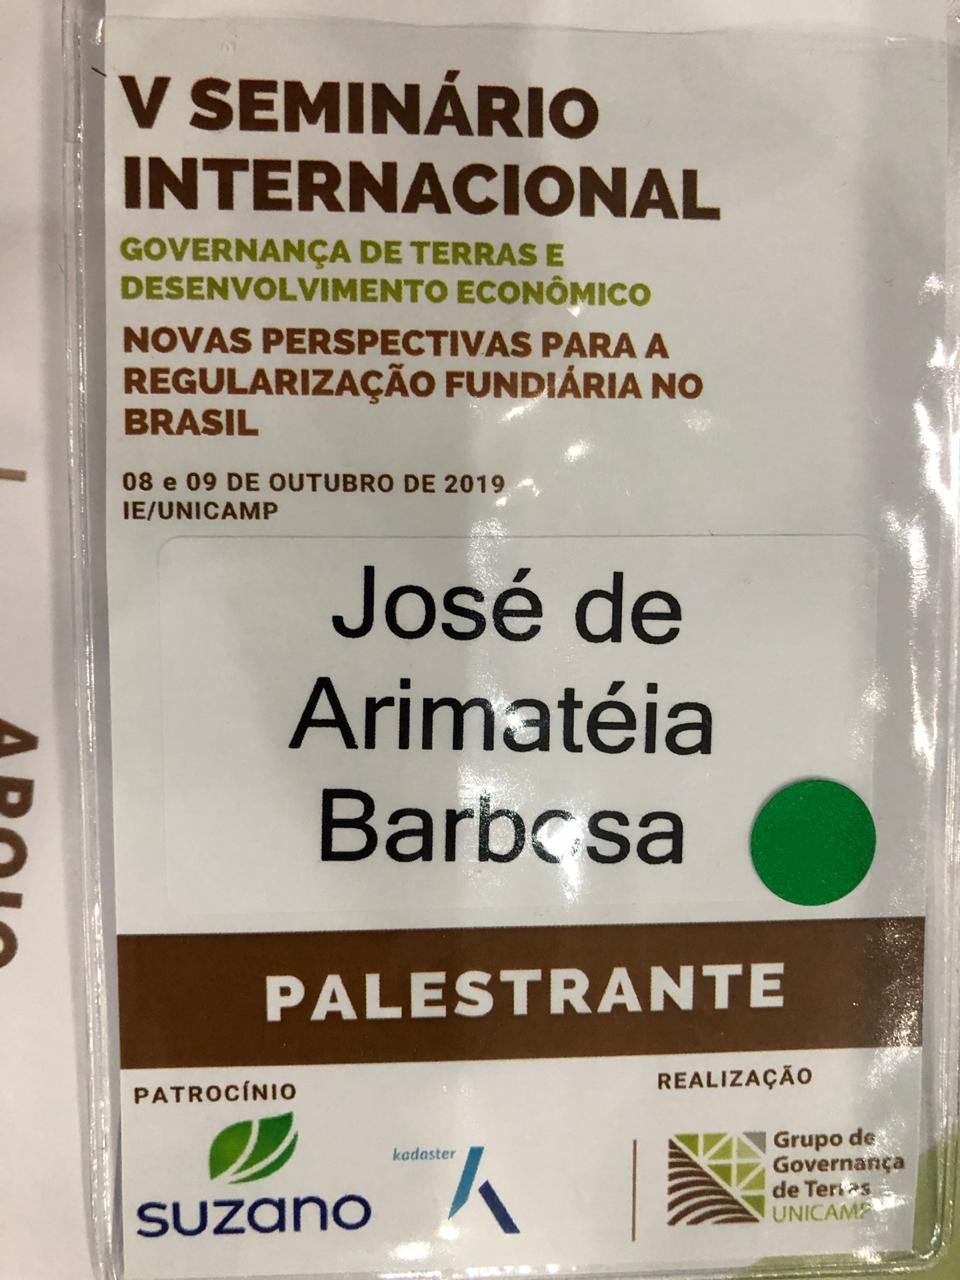 V SEMINÁRIO
INTERNACIONAL
GOVERNANÇA DE TERRAS E
DESENVOLVIMENTO ECONÔMICO
NOVAS PERSPECTIVAS PARA A
REGULARIZAÇÃO FUNDIÁRIA NO
BRASIL
08 e 09 DE OUTUBRO DE 2019
IE/UNICAMP
José de
Arimatéia
Barbosa
PALESTRANTE
PATROCÍNIO
suzano
kadaster
REALIZAÇÃO
Grupo de
Governança
de Terras
UNICAMP